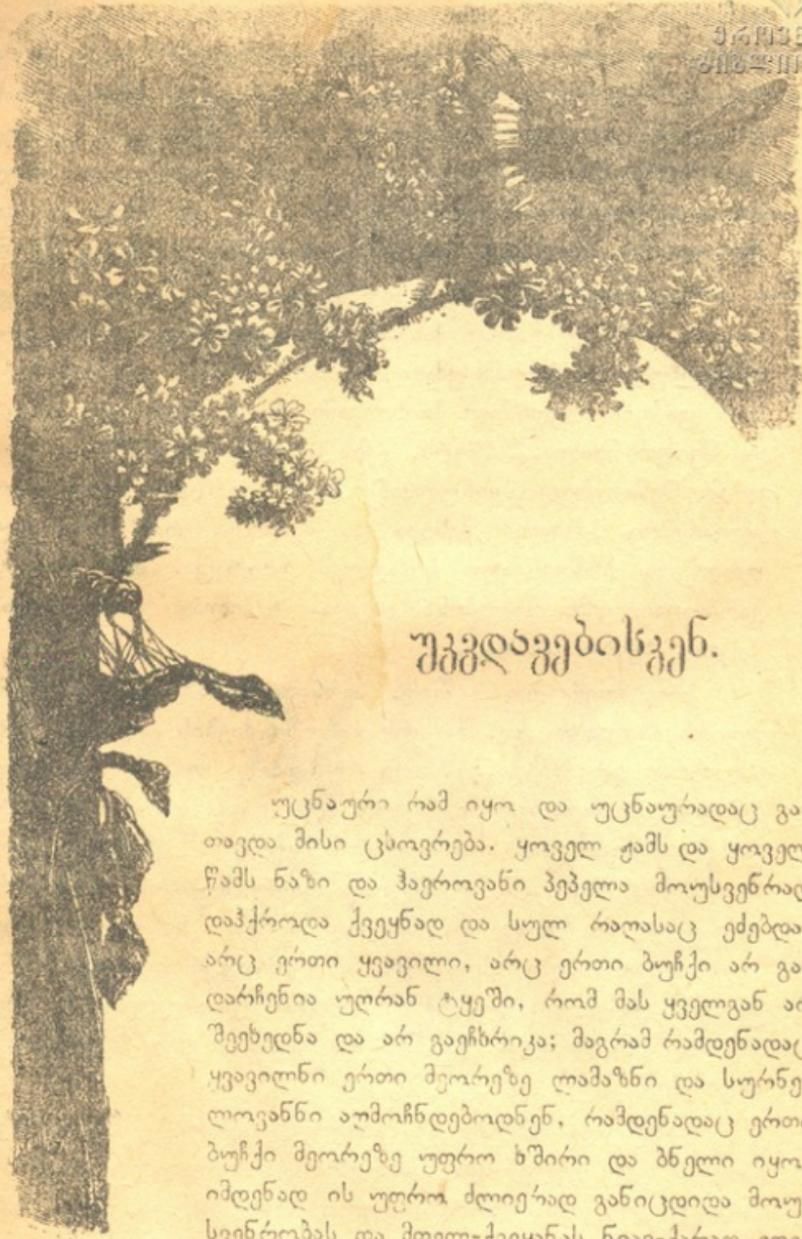 უკვდავებისკენ.
უცნაური რამ იყო და უცნაურადაც გა
თავდა მისი ცხოვრება. ყოველ ჟამს და ყოველ
წამს ნაზი და ჰაეროვანი პეპელა მოუსვენრად
დაჰქროდა ქვეყნად და სულ რაღასაც ეძებდა
არც ერთი ყვავილი, არც ერთი ბუჩქი არ გა
დარჩენია უღრან ტყეში, რომ მას ყველგან არ
შეეხედნა და არ გაეჩხრიკა; მაგრამ რამდენადაც
ყვავილნი ერთი მეორეზე ლამაზნი და სურნე
ლოვანნი აღმოჩნდებოდნენ, რამდენადაც ერთი
ბუჩქი მეორეზე უფრო ხშირი და ბნელი იყო
იმდენად ის უფრო ძლიერად განიცდიდა მოუ
სვენრობას და